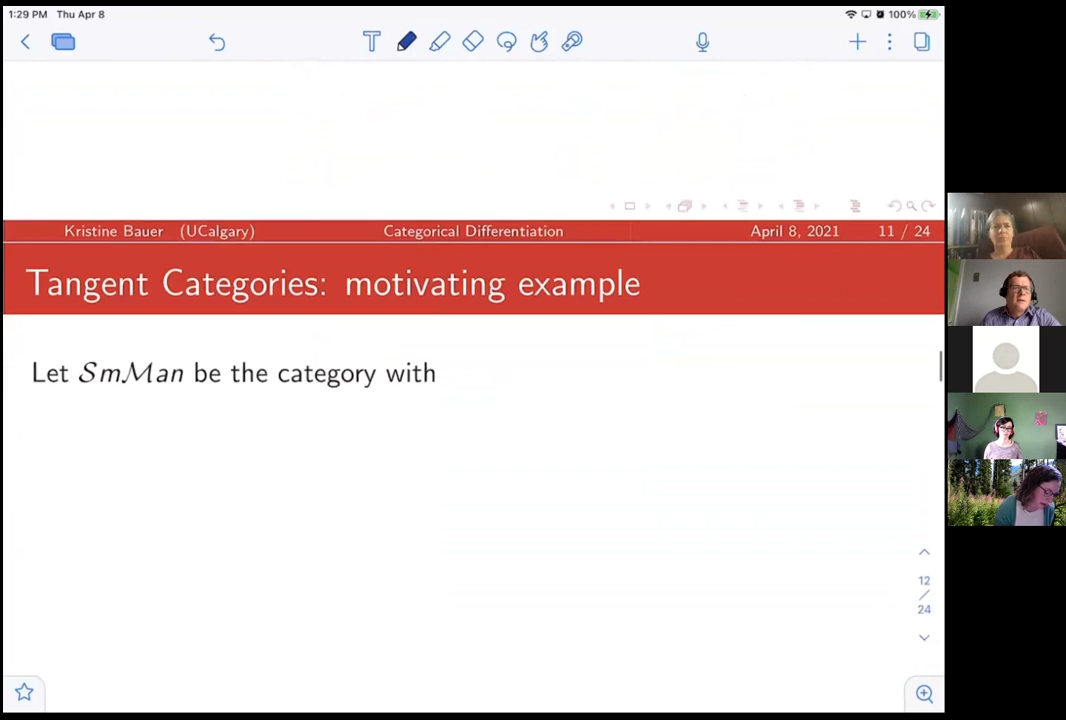 1:29 PM Thu Apr 8
100%
T
Kristine Bauer (UCalgary) Categorical Differentiation April 8, 2021 11 / 24
Tangent Categories: motivating example
Let SmMan be the category with
12
/
24